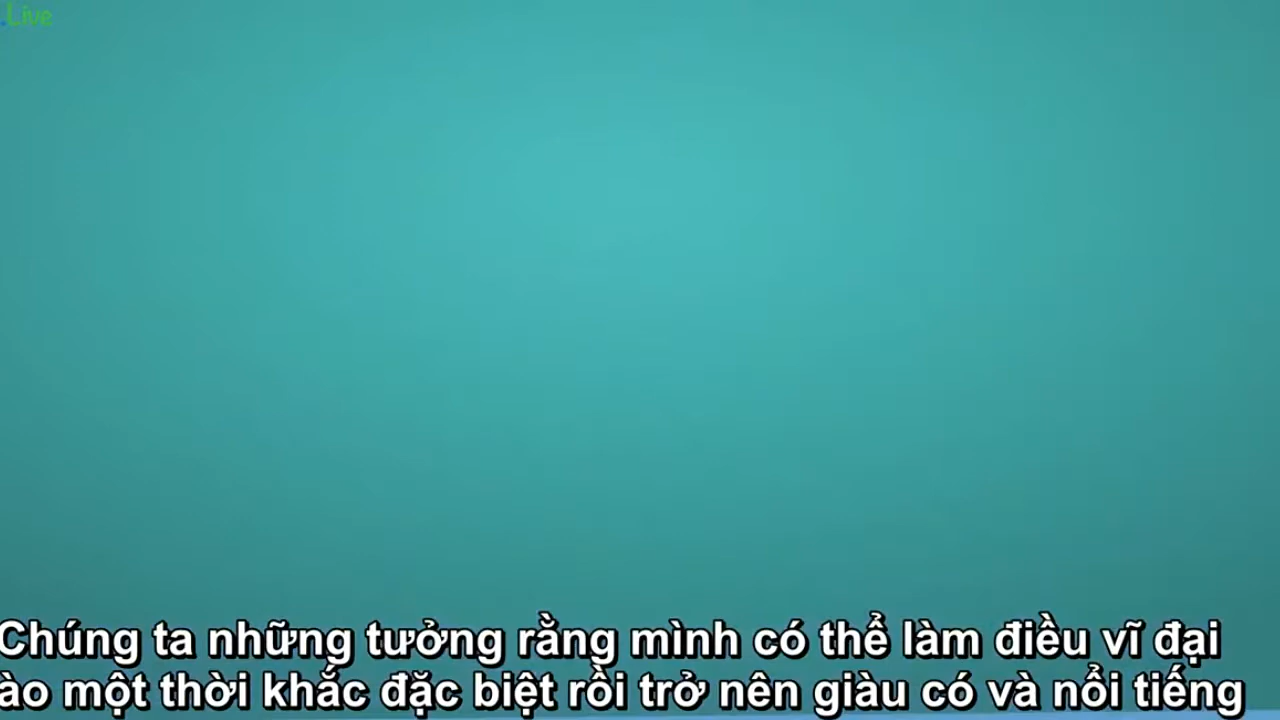 .Live
Chúng ta những tưởng rằng mình có thể làm điều vĩ đại
ào một thời khắc đặc biệt rồi trở nên giàu có và nổi tiếng